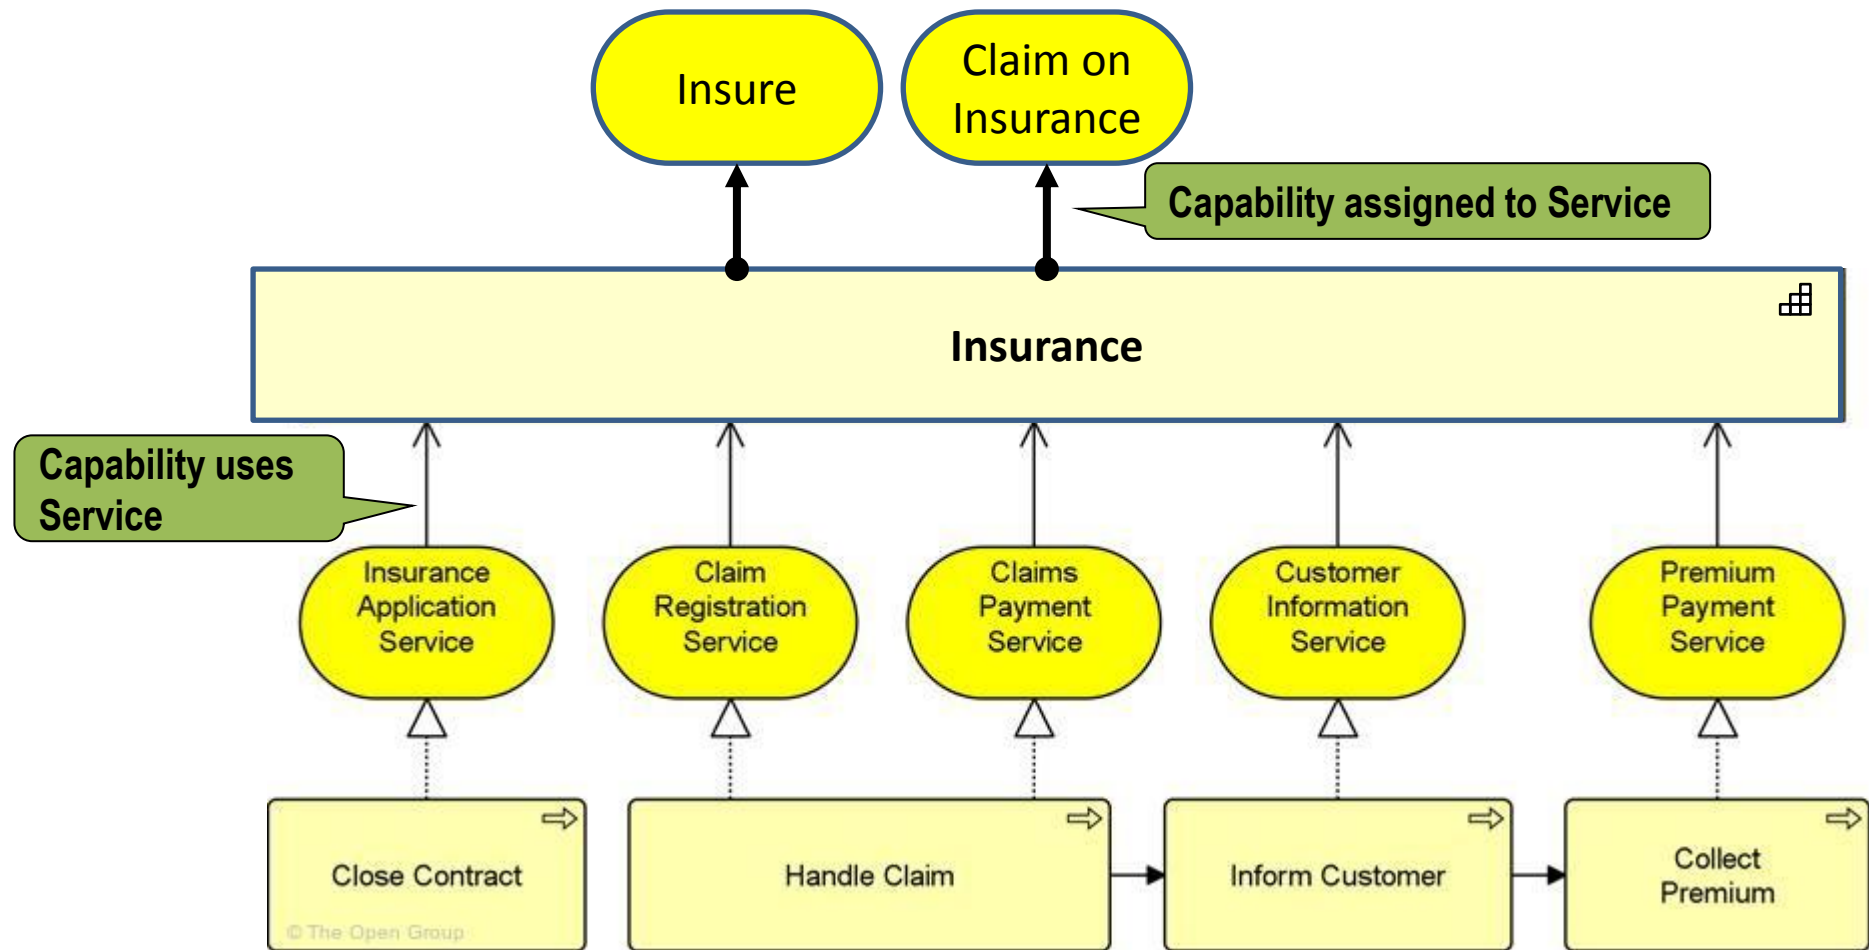 Insure
Claim on
Insurance
Capability assigned to Service
Insurance
Capability uses
Service
Insurance
Application
Service
Claim
Registration
Service
Claims
Payment
Service
Customer
Information
Service
Premium
Payment
Service
Close Contract
Handle Claim
Inform Customer
Collect
Premium
© The Open Group